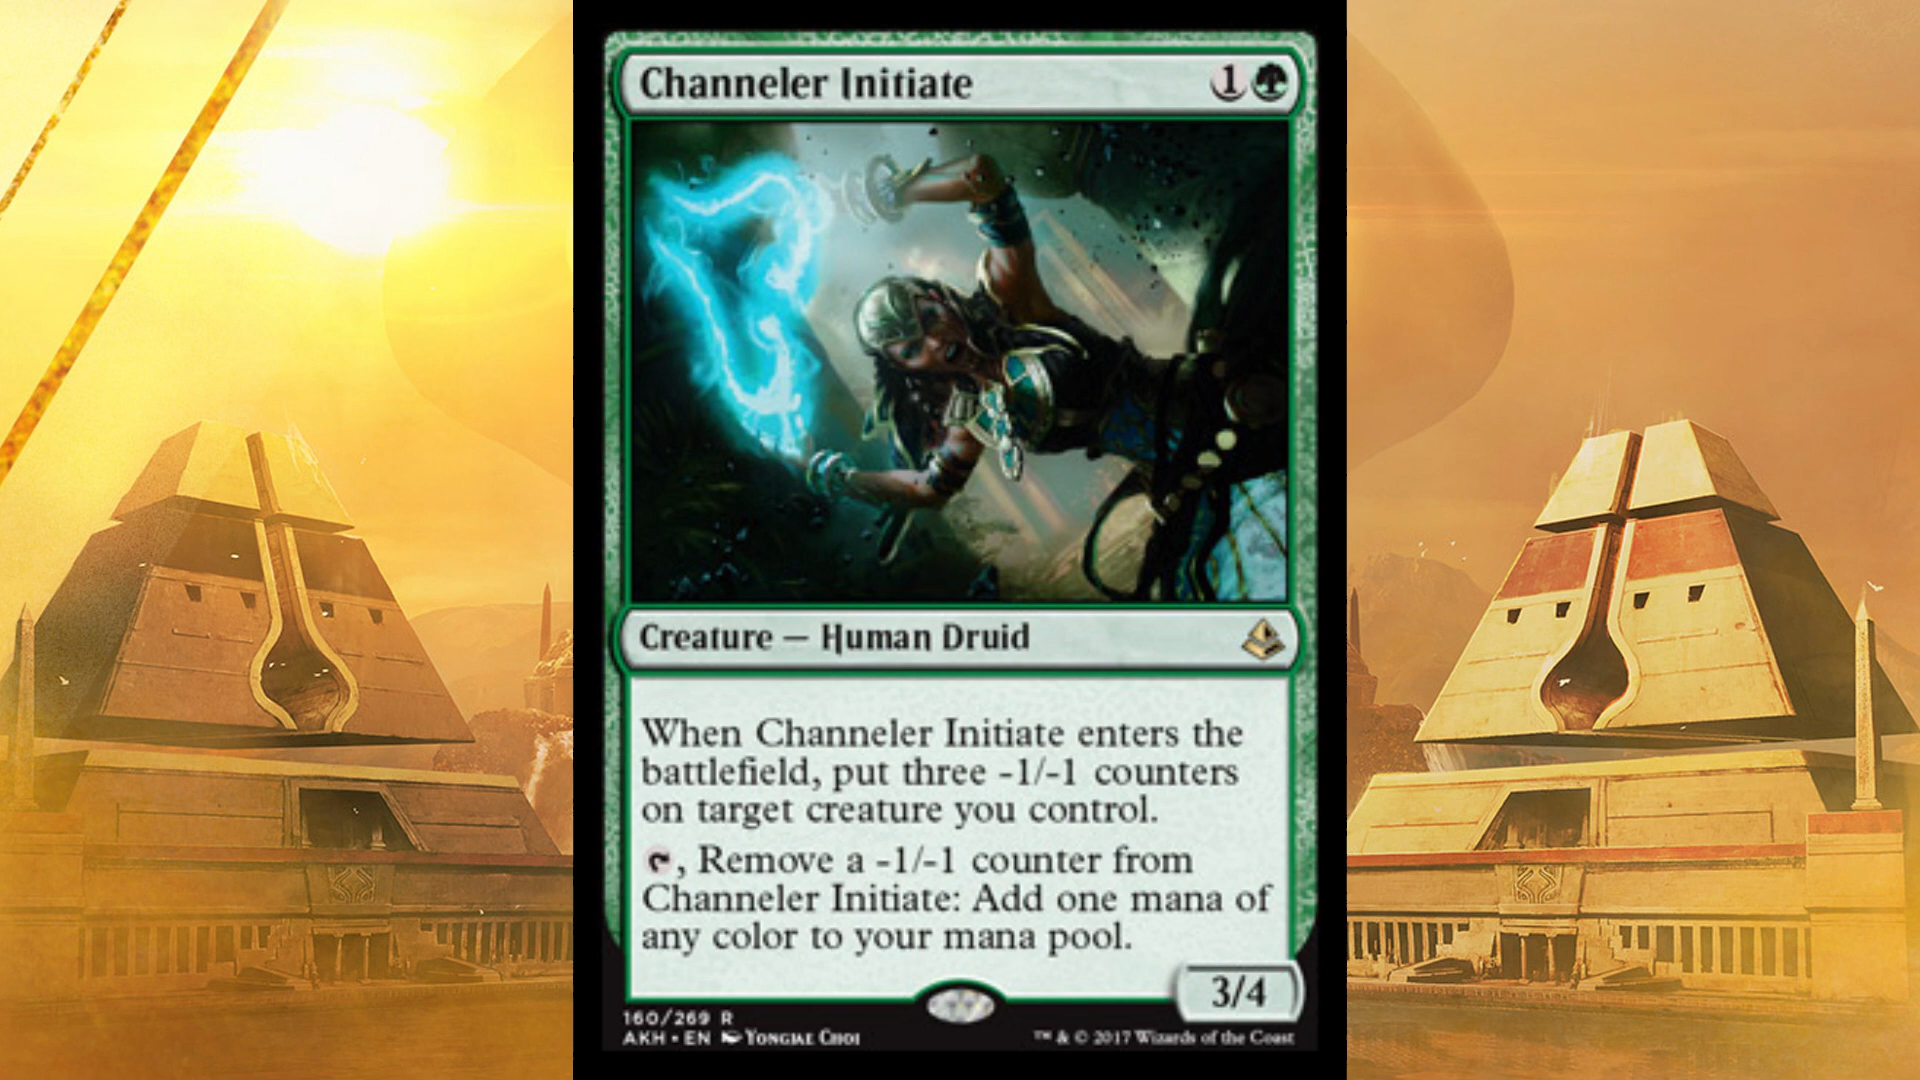 Channeler Initiate 1
Creature — Human Druid
When Channeler Initiate enters the
battlefield, put three -1/-1 counters
on target creature you control.
, Remove a -1/-1 counter from
Channeler Initiate: Add one mana of
any color to your mana pool.
3/4
160/269 R
AKH • EN Yongjae Choi
™ & © 2017 Wizards of the Coast